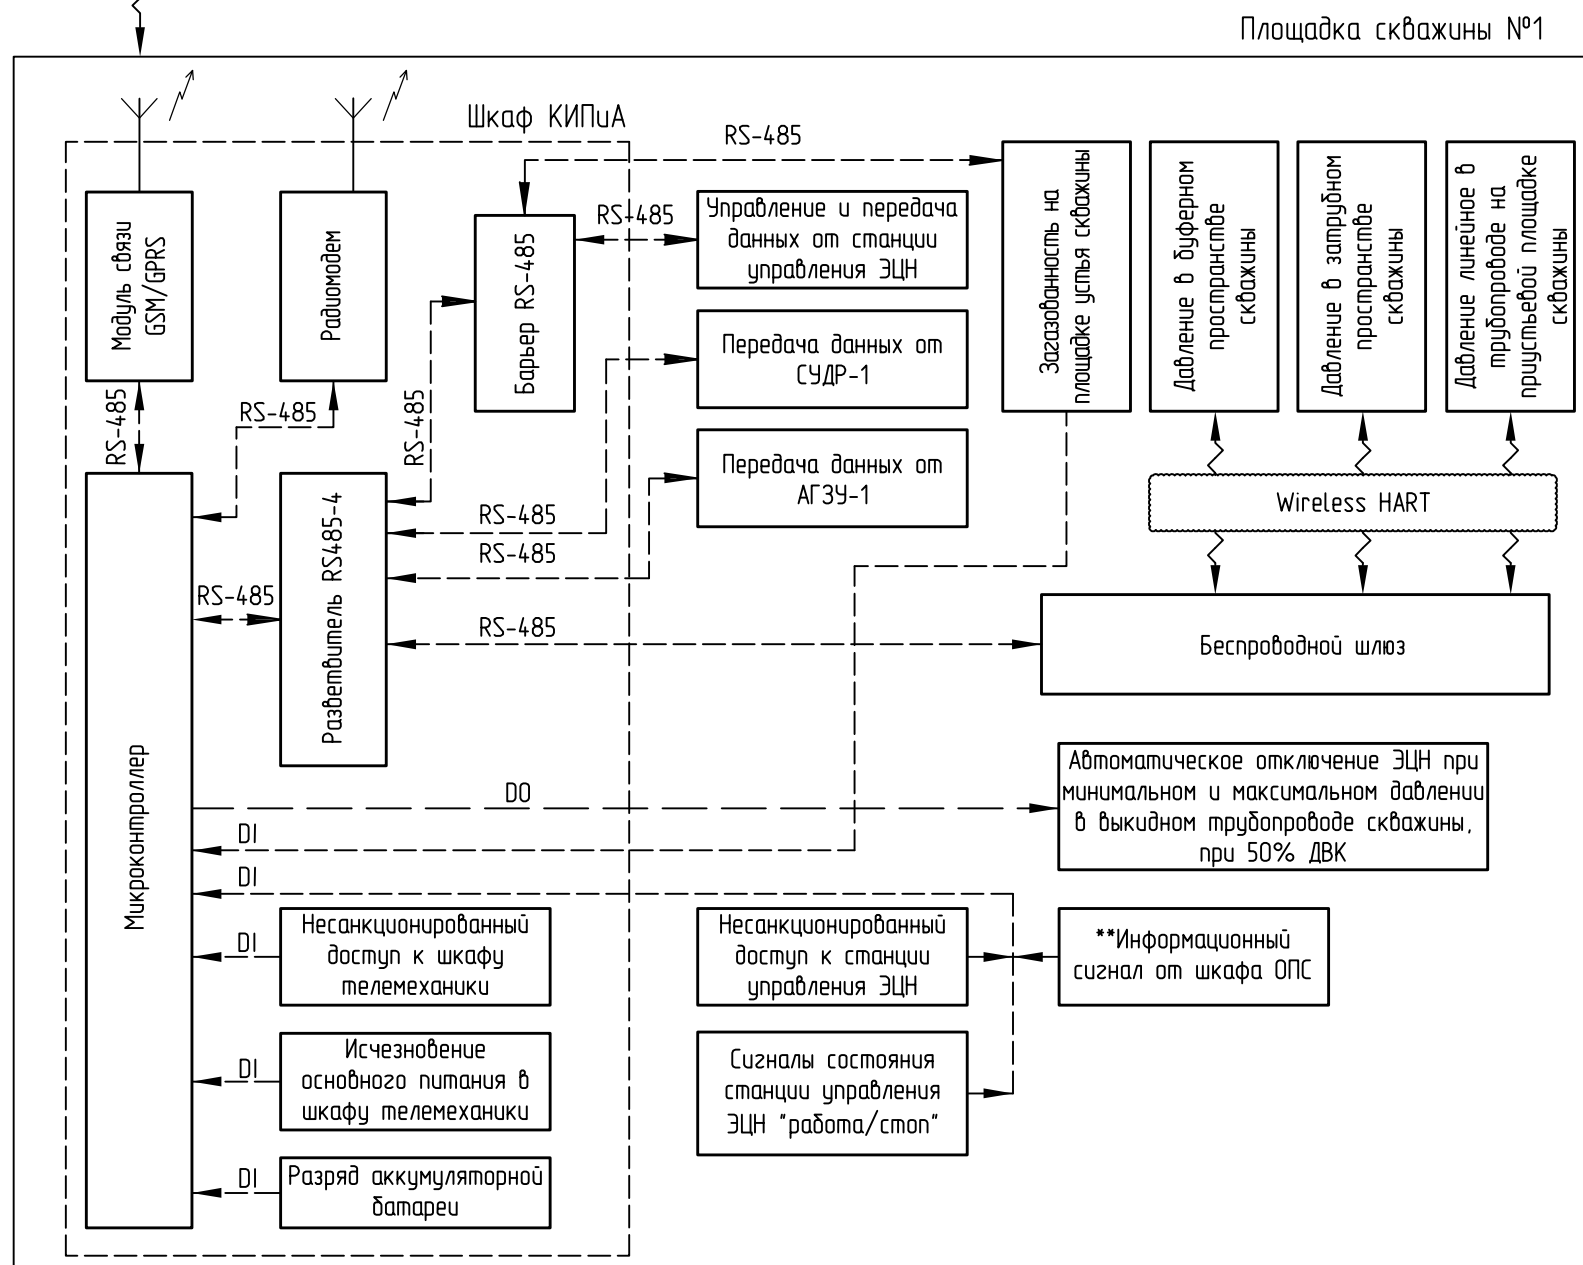 Площадка скважины №1
Шкаф КИПиА
RS-485
Модуль связи
GSM/GPRS
Радиомодем
Барьер RS-485
RS-485
Управление и передача
данных от станции
управления ЭЦН
Передача данных от
СУДР-1
Передача данных от
АГЗУ-1
Загазованность на
площадке устья скважины
Давление в буферном
пространстве
скважины
Давление в затрубном
пространстве
скважины
Давление линейное в
трубопроводе на
приустьевой площадке
скважины
RS-485
RS-485
RS-485
Wireless HART
RS-485
RS-485
RS-485
RS-485
Разветвитель RS485-4
Беспроводной шлюз
Микроконтроллер
DO
Автоматическое отключение ЭЦН при
минимальном и максимальном давлении
в выкидном трубопроводе скважины,
при 50% ДВК
DI
DI
DI
Несанкционированный
доступ к шкафу
телемеханики
Несанкционированный
доступ к станции
управления ЭЦН
**Информационный
сигнал от шкафа ОПС
DI
Исчезновение
основного питания в
шкафу телемеханики
Сигналы состояния
станции управления
ЭЦН "работа/стоп"
DI
Разряд аккумуляторной
батареи